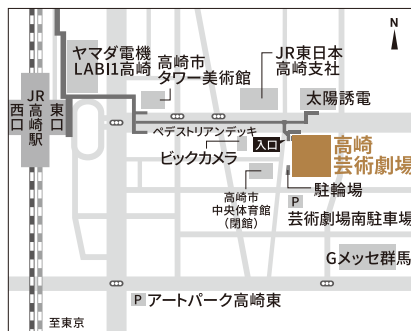 N
ヤマダ電機
LABI1高崎
高崎市
タワー美術館
JR東日本
高崎支社
太陽誘電
西口
JR高崎駅
東口
ペデストリアンデッキ
入口
ビックカメラ
高崎
芸術劇場
高崎市
中央体育館
(閉館)
駐輪場
P
芸術劇場南駐車場
Gメッセ群馬
P アートパーク高崎東
至東京